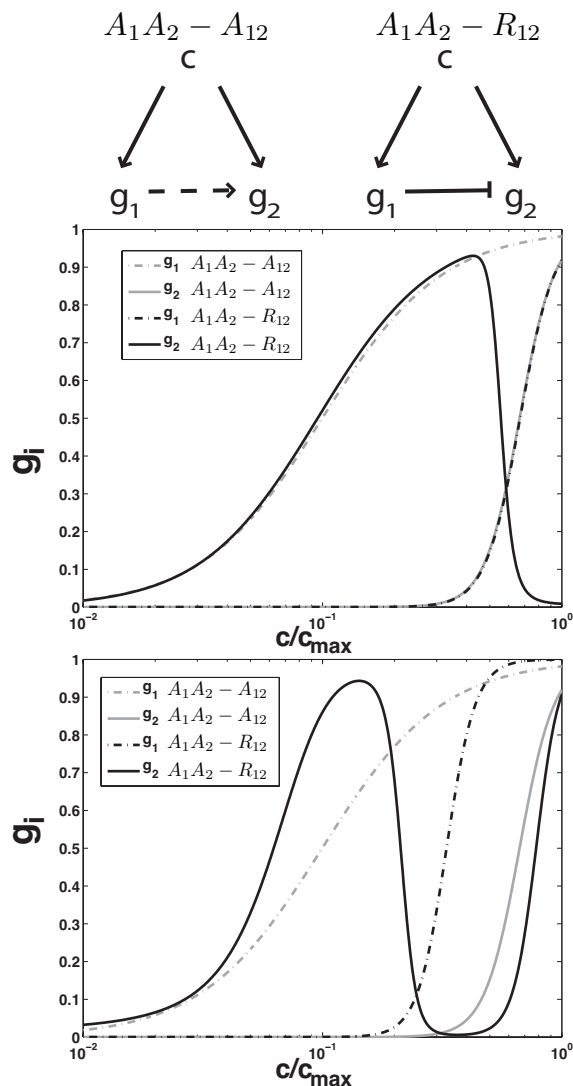 A₁A₂ − A₁₂ A₁A₂ − R₁₂
c c
g₁ g₂ g₁ g₂
1
0.9
0.8
0.7
0.6
0.5
0.4
0.3
0.2
0.1
0
gᵢ
g₁ A₁A₂ − A₁₂
g₂ A₁A₂ − A₁₂
g₁ A₁A₂ − R₁₂
g₂ A₁A₂ − R₁₂
10⁻² 10⁻¹ 10⁰
c/cmax
1
0.9
0.8
0.7
0.6
0.5
0.4
0.3
0.2
0.1
0
gᵢ
g₁ A₁A₂ − A₁₂
g₂ A₁A₂ − A₁₂
g₁ A₁A₂ − R₁₂
g₂ A₁A₂ − R₁₂
10⁻² 10⁻¹ 10⁰
c/cmax